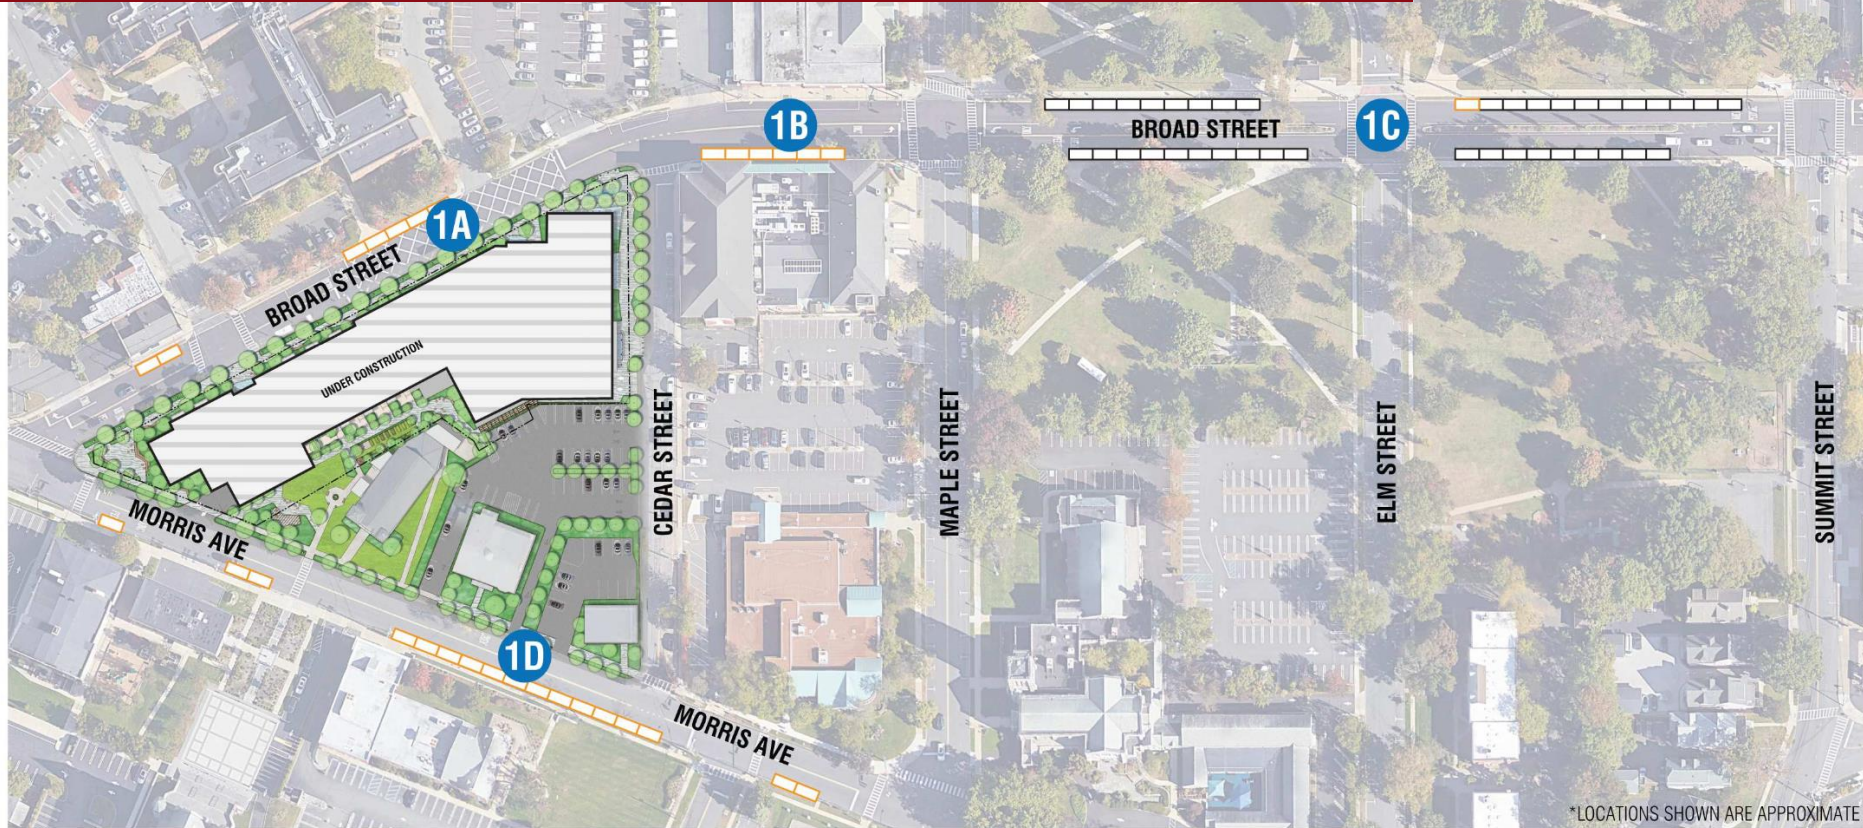 1B
BROAD STREET
1C
1A
BROAD STREET
UNDER CONSTRUCTION
CEDAR STREET
MAPLE STREET
ELM STREET
SUMMIT STREET
MORRIS AVE
1D
MORRIS AVE
*LOCATIONS SHOWN ARE APPROXIMATE